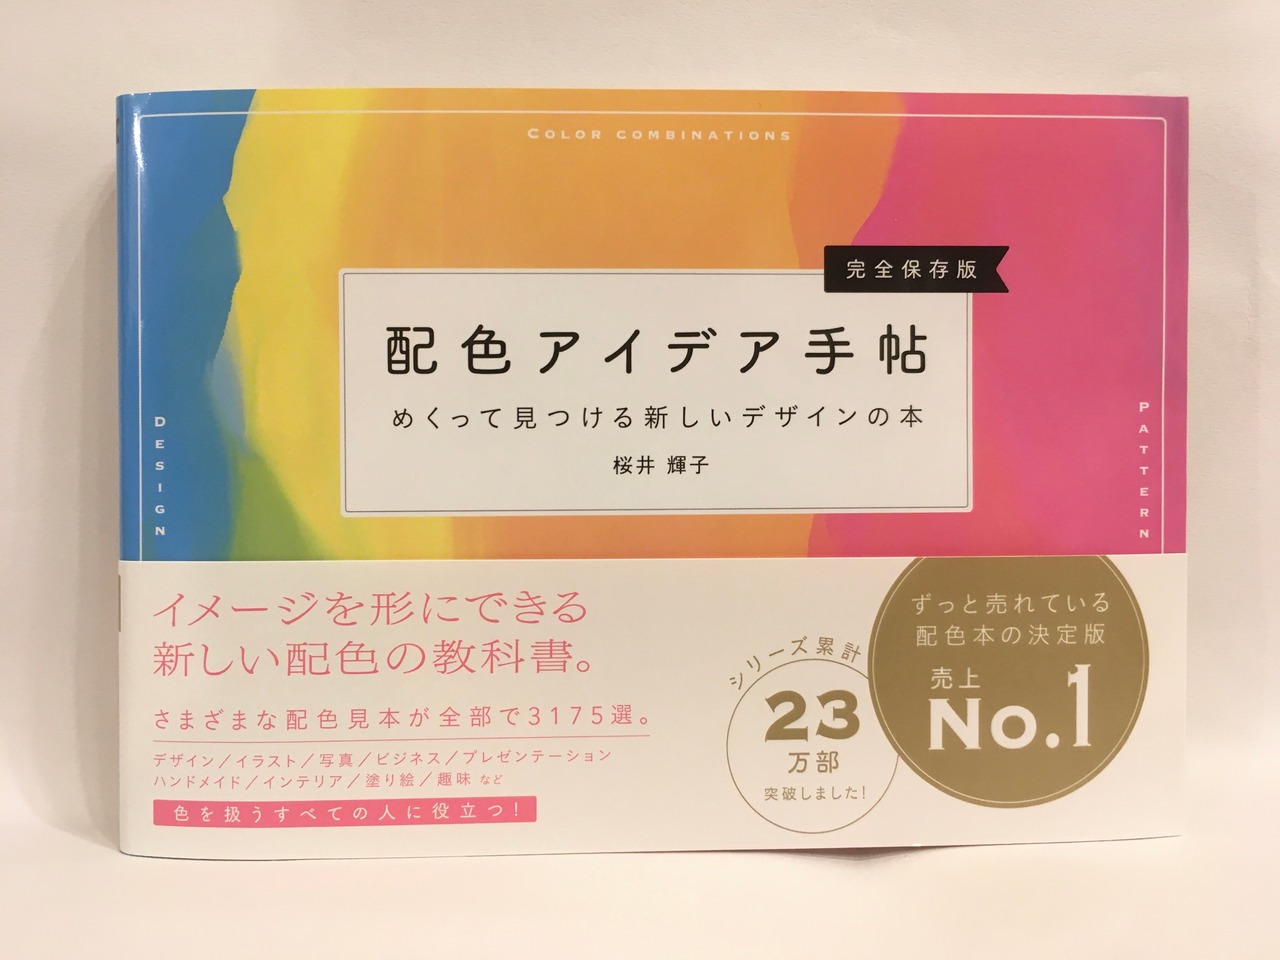 COLOR COMBINATIONS
完全保存版
配色アイデア手帖
めくって見つける新しいデザインの本
桜井 輝子
DESIGN
PATTERN
イメージを形にできる
新しい配色の教科書。
さまざまな配色見本が全部で3175選。
デザイン/イラスト/写真/ビジネス/プレゼンテーション
ハンドメイド/インテリア/塗り絵/趣味 など
色を扱うすべての人に役立つ!
シリーズ累計
23
万部
突破しました!
ずっと売れている
配色本の決定版
売上
No.1